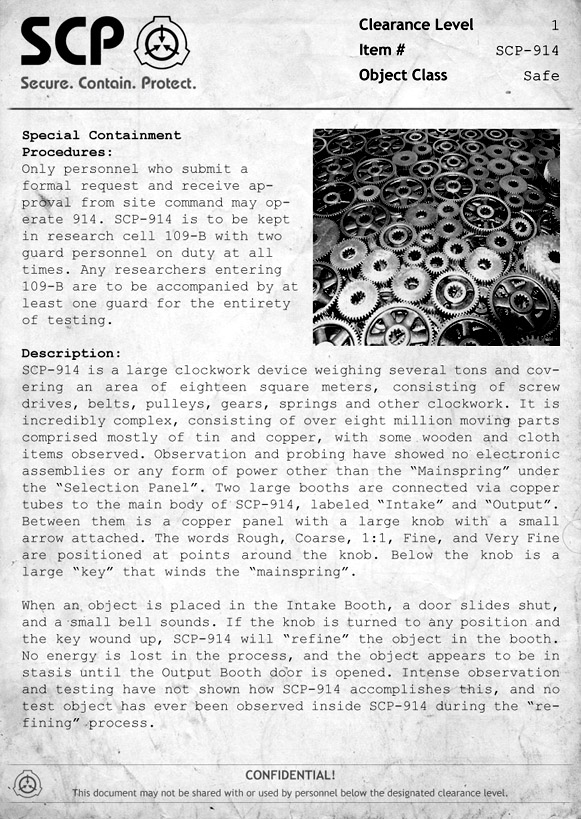 SCP
Secure. Contain. Protect.
Clearance Level 1
Item # SCP-914
Object Class Safe
Special Containment
Procedures:
Only personnel who submit a
formal request and receive ap-
proval from site command may op-
erate 914. SCP-914 is to be kept
in research cell 109-B with two
guard personnel on duty at all
times. Any researchers entering
109-B are to be accompanied by at
least one guard for the entirety
of testing.
Description:
SCP-914 is a large clockwork device weighing several tons and cov-
ering an area of eighteen square meters, consisting of screw
drives, belts, pulleys, gears, springs and other clockwork. It is
incredibly complex, consisting of over eight million moving parts
comprised mostly of tin and copper, with some wooden and cloth
items observed. Observation and probing have showed no electronic
assemblies or any form of power other than the “Mainspring” under
the “Selection Panel”. Two large booths are connected via copper
tubes to the main body of SCP-914, labeled “Intake” and “Output”.
Between them is a copper panel with a large knob with a small
arrow attached. The words Rough, Coarse, 1:1, Fine, and Very Fine
are positioned at points around the knob. Below the knob is a
large “key” that winds the “mainspring”.
When an object is placed in the Intake Booth, a door slides shut,
and a small bell sounds. If the knob is turned to any position and
the key wound up, SCP-914 will “refine” the object in the booth.
No energy is lost in the process, and the object appears to be in
stasis until the Output Booth door is opened. Intense observation
and testing have not shown how SCP-914 accomplishes this, and no
test object has ever been observed inside SCP-914 during the “re-
fining” process.
CONFIDENTIAL!
This document may not be shared with or used by personnel below the designated clearance level.